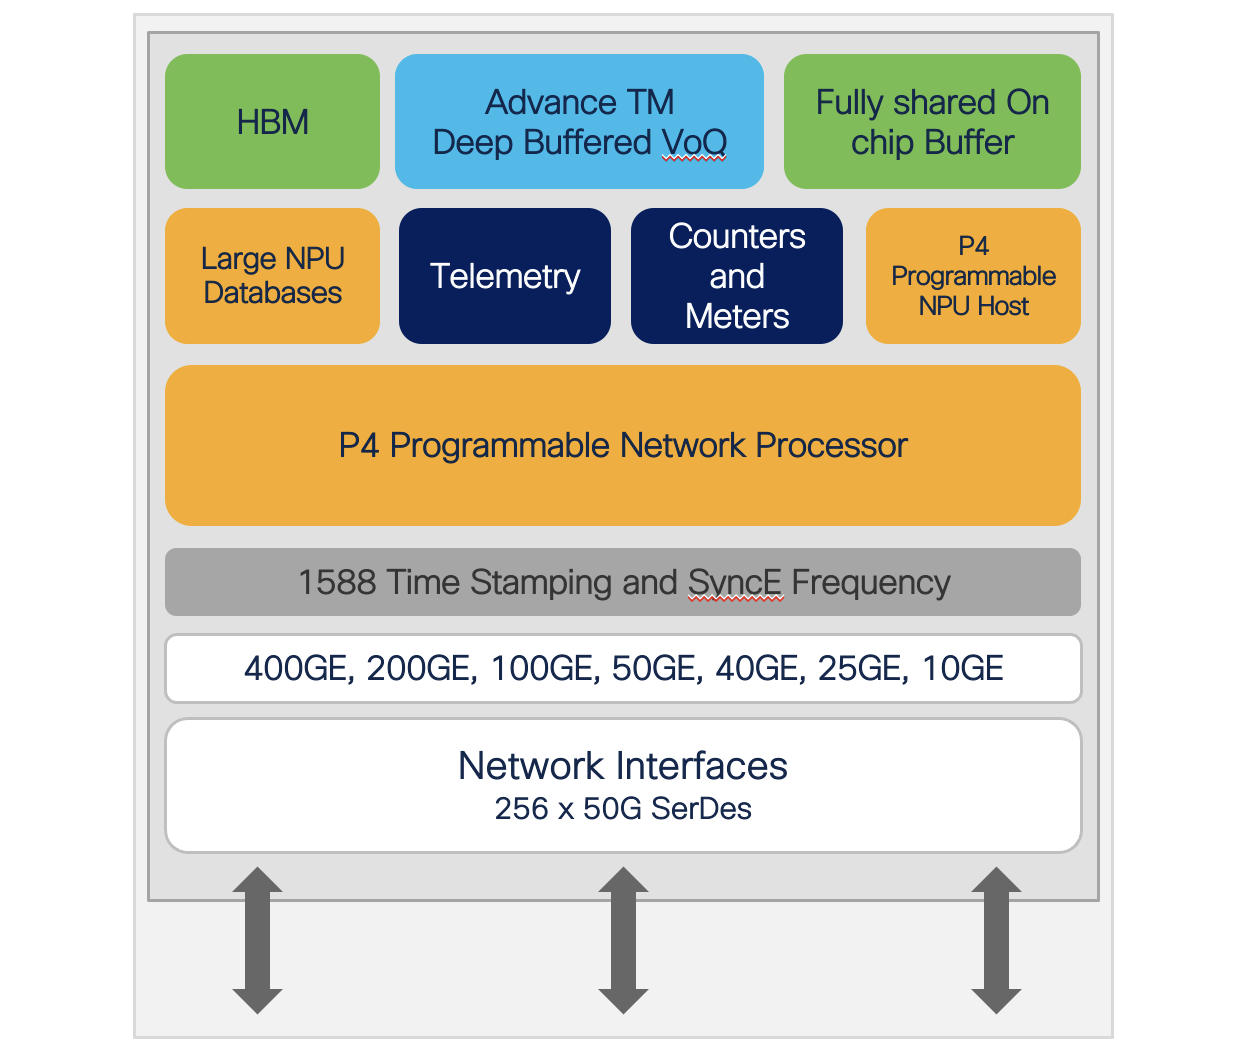 HBM
Advance TM
Deep Buffered VoQ
Fully shared On
chip Buffer
Large NPU
Databases
Telemetry
Counters
and
Meters
P4
Programmable
NPU Host
P4 Programmable Network Processor
1588 Time Stamping and SyncE Frequency
400GE, 200GE, 100GE, 50GE, 40GE, 25GE, 10GE
Network Interfaces
256 x 50G SerDes